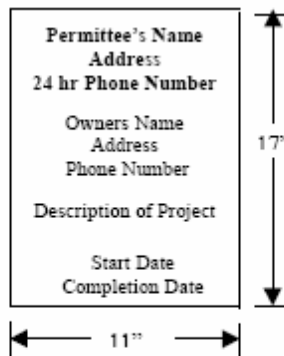 Permittee's Name
Address
24 hr Phone Number
Owners Name
Address
Phone Number
Description of Project
Start Date
Completion Date
17"
11"